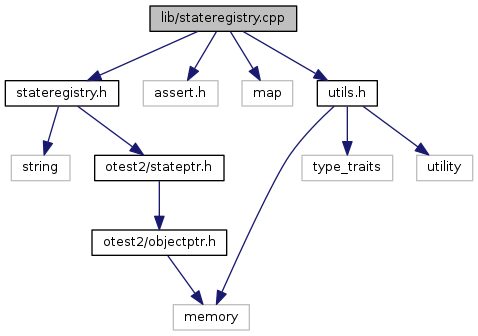 lib/stateregistry.cpp
stateregistry.h
assert.h
map
utils.h
string
otest2/stateptr.h
type_traits
utility
otest2/objectptr.h
memory